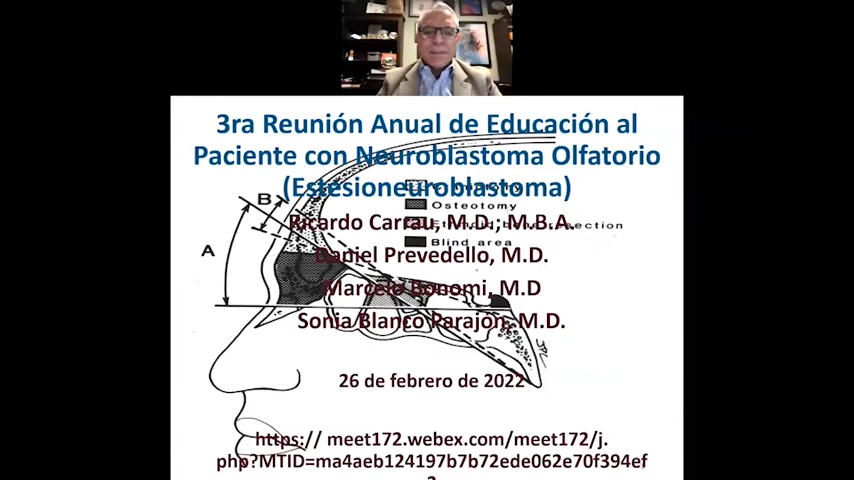 3ra Reunión Anual de Educación al
Paciente con Neuroblastoma Olfatorio
(Estesioneuroblastoma)
B
Osteotomy
Ricardo Carrau, M.D.; M.B.A.
Blind area
A
Daniel Prevedello, M.D.
Marcelo Bonomi, M.D
Sonia Blanco Parajón, M.D.
26 de febrero de 2022
https:// meet172.webex.com/meet172/j.
php?MTID=ma4aeb124197b7b72ede062e70f394ef